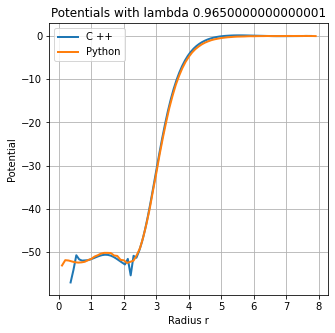 Potentials with lambda 0.9650000000000001
C ++
Python
Potential
0
−10
−20
−30
−40
−50
0 1 2 3 4 5 6 7 8
Radius r